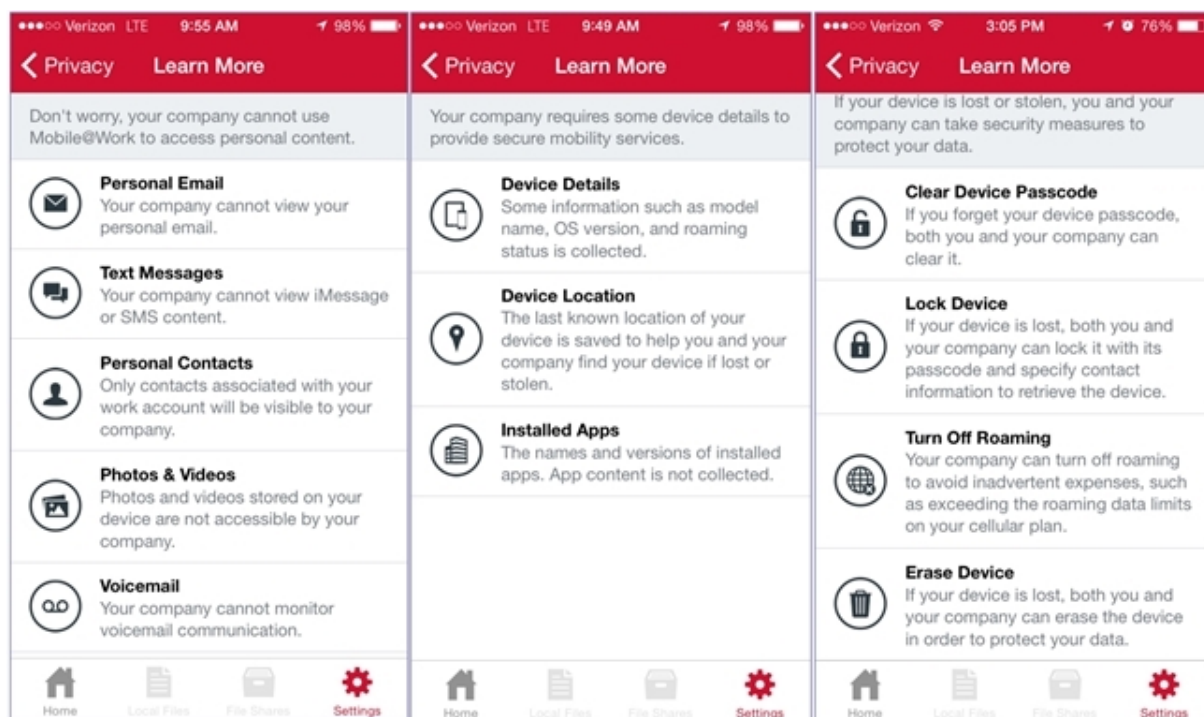 Verizon LTE 9:55 AM 98%
Privacy Learn More
Don't worry, your company cannot use
Mobile@Work to access personal content.
Personal Email
Your company cannot view your
personal email.
Text Messages
Your company cannot view iMessage
or SMS content.
Personal Contacts
Only contacts associated with your
work account will be visible to your
company.
Photos & Videos
Photos and videos stored on your
device are not accessible by your
company.
Voicemail
Your company cannot monitor
voicemail communication.
Home Local Files File Shares Settings
Verizon LTE 9:49 AM 98%
Privacy Learn More
Your company requires some device details to
provide secure mobility services.
Device Details
Some information such as model
name, OS version, and roaming
status is collected.
Device Location
The last known location of your
device is saved to help you and your
company find your device if lost or
stolen.
Installed Apps
The names and versions of installed
apps. App content is not collected.
Home Local Files File Shares Settings
Verizon 3:05 PM 76%
Privacy Learn More
If your device is lost or stolen, you and your
company can take security measures to
protect your data.
Clear Device Passcode
If you forget your device passcode,
both you and your company can
clear it.
Lock Device
If your device is lost, both you and
your company can lock it with its
passcode and specify contact
information to retrieve the device.
Turn Off Roaming
Your company can turn off roaming
to avoid inadvertent expenses, such
as exceeding the roaming data limits
on your cellular plan.
Erase Device
If your device is lost, both you and
your company can erase the device
in order to protect your data.
Home Local Files File Shares Settings